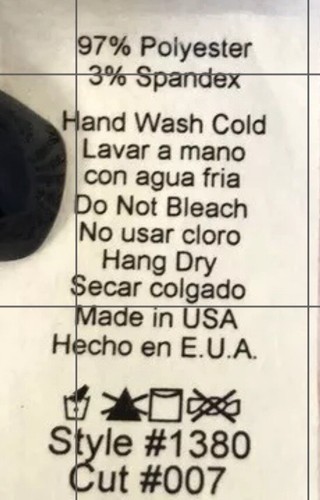 97% Polyester
3% Spandex
Hand Wash Cold
Lavar a mano
con agua fria
Do Not Bleach
No usar cloro
Hang Dry
Secar colgado
Made in USA
Hecho en E.U.A.
Style #1380
Cut #007